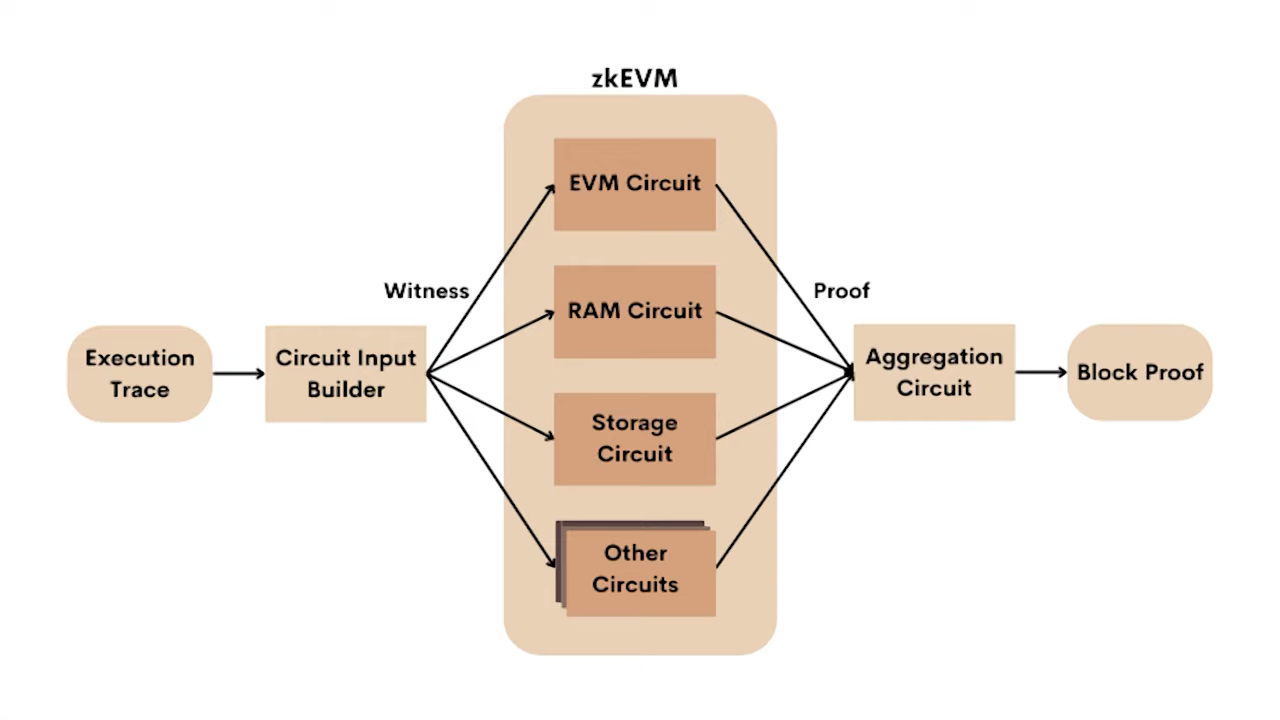 zkEVM
EVM Circuit
Witness
RAM Circuit
Proof
Execution
Trace
Circuit Input
Builder
Storage
Circuit
Other
Circuits
Aggregation
Circuit
Block Proof